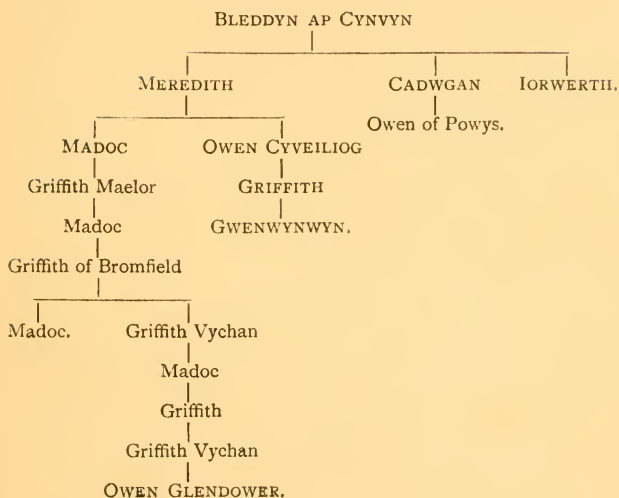 BLEDDYN AP CYNVYN
MEREDITH CADWGAN IORWERTH.
Owen of Powys.
MADOC OWEN CYVEILIOG
Griffith Maelor GRIFFITH
Madoc GWENWYNWYN.
Griffith of Bromfield
Madoc. Griffith Vychan
Madoc
Griffith
Griffith Vychan
OWEN GLENDOWER.